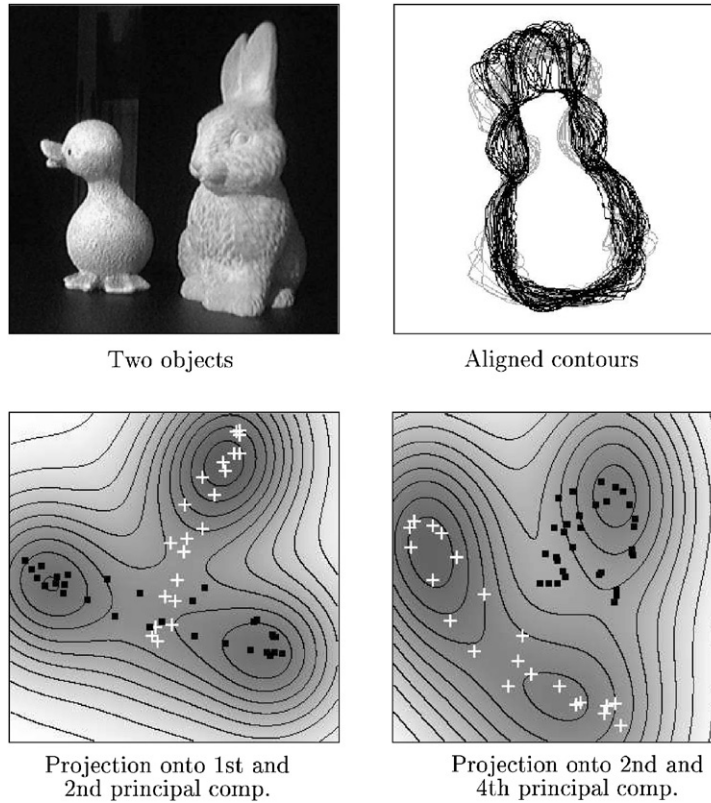 Two objects
Aligned contours
Projection onto 1st and
2nd principal comp.
Projection onto 2nd and
4th principal comp.